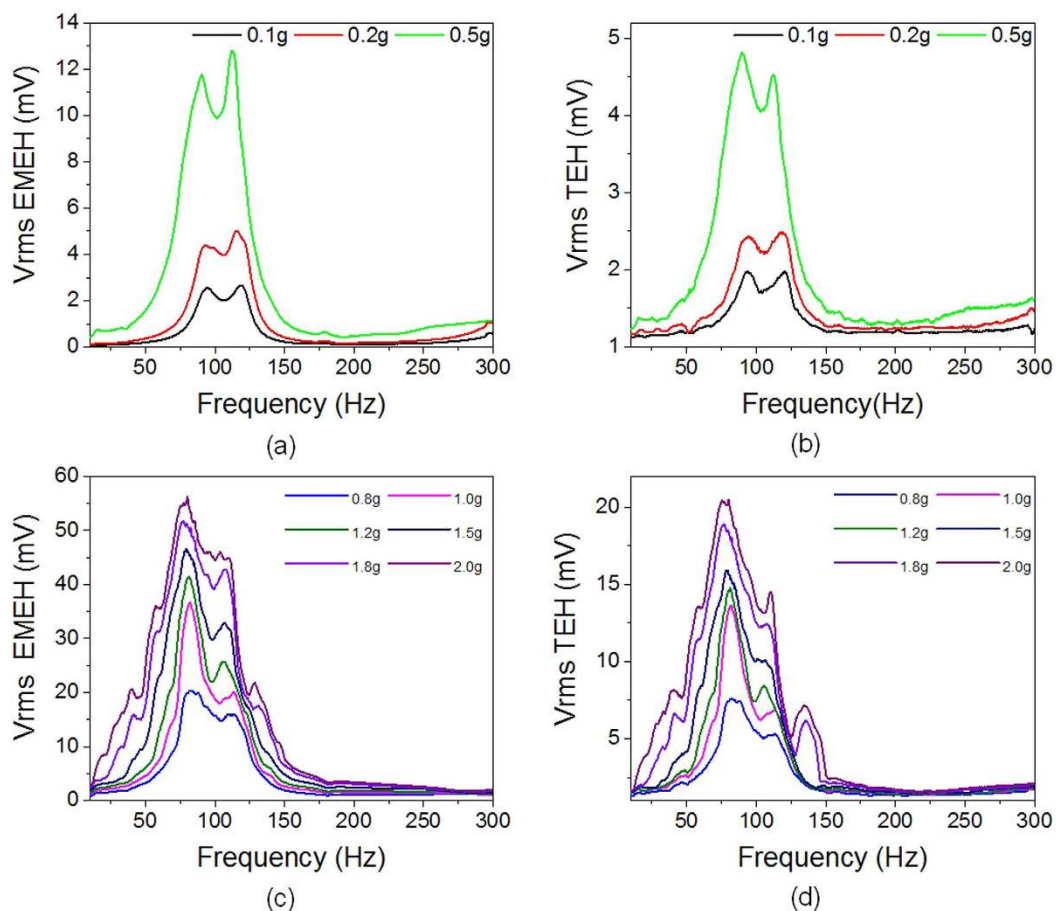 0.1g 0.2g 0.5g
14
12
10
8
6
4
2
0
Vrms EMEH (mV)
50 100 150 200 250 300
Frequency (Hz)
(a)
0.1g 0.2g 0.5g
5
4
3
2
1
Vrms TEH (mV)
50 100 150 200 250 300
Frequency(Hz)
(b)
0.8g 1.0g
1.2g 1.5g
1.8g 2.0g
60
50
40
30
20
10
0
Vrms EMEH (mV)
50 100 150 200 250 300
Frequency (Hz)
(c)
0.8g 1.0g
1.2g 1.5g
1.8g 2.0g
20
15
10
5
Vrms TEH (mV)
50 100 150 200 250 300
Frequency (Hz)
(d)